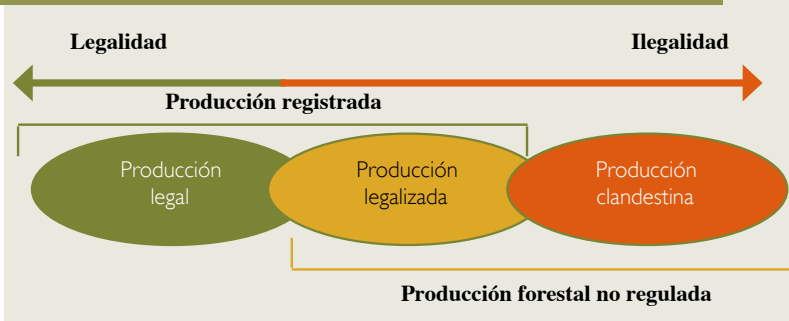 Legalidad
Ilegalidad
Producción registrada
Producción
legal
Producción
legalizada
Producción
clandestina
Producción forestal no regulada